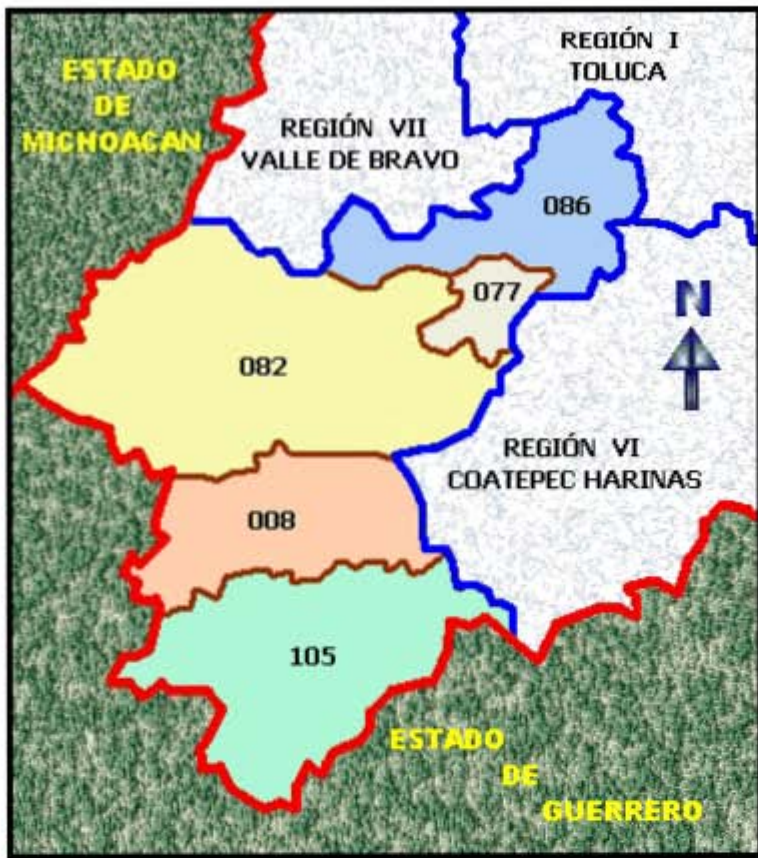 REGIÓN I
TOLUCA
ESTADO
DE
MICHOACAN
REGIÓN VII
VALLE DE BRAVO
086
077
N
082
REGIÓN VI
COATEPEC HARINAS
008
105
ESTADO
DE
GUERRERO